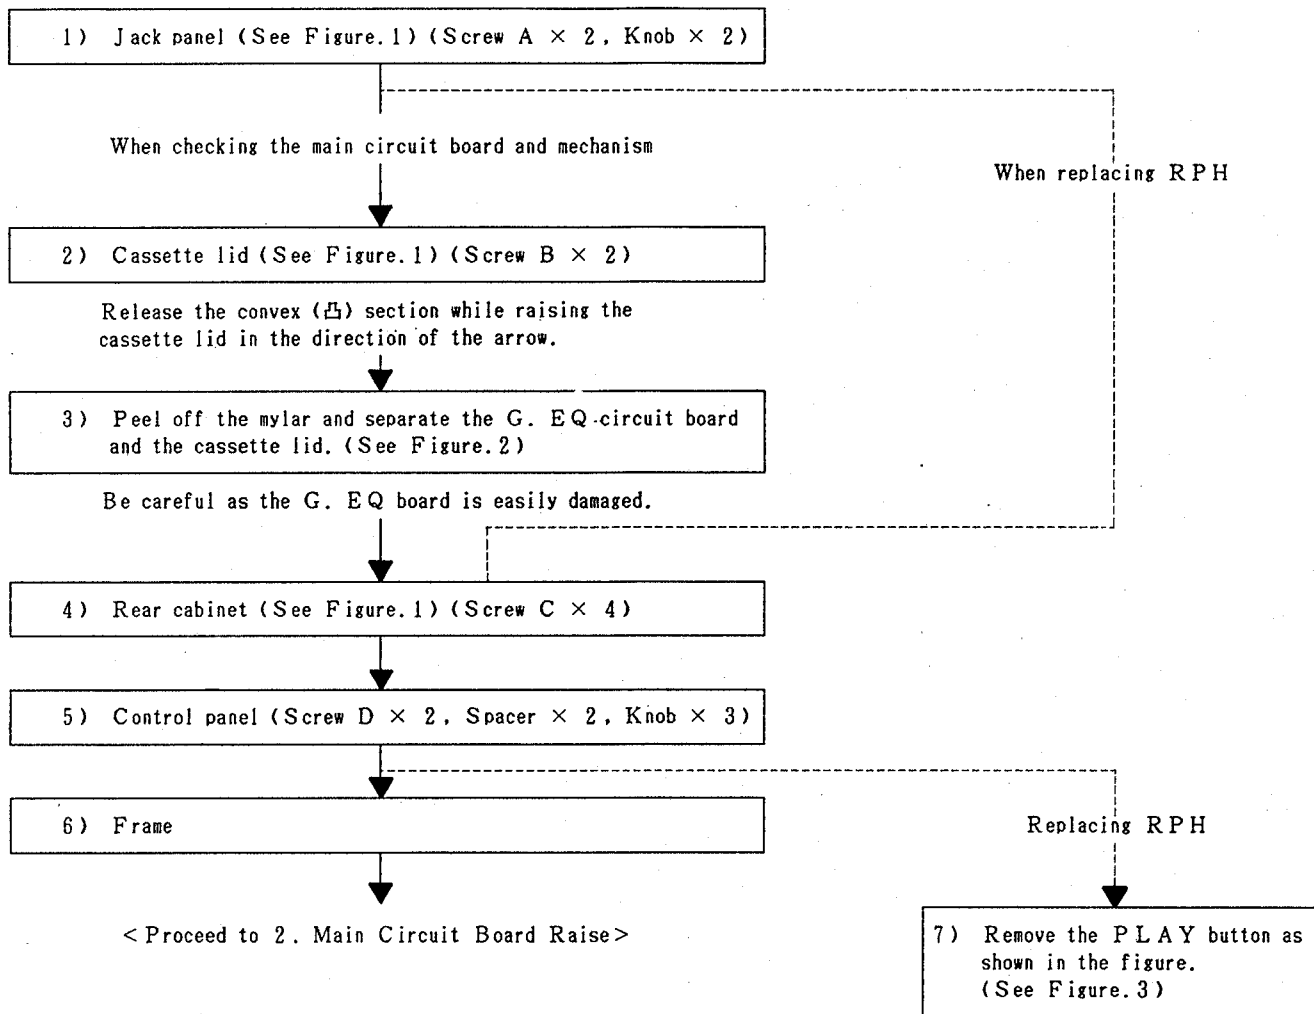 1) Jack panel (See Figure. 1) (Screw A × 2, Knob × 2)
When checking the main circuit board and mechanism
When replacing RPH
2) Cassette lid (See Figure. 1) (Screw B × 2)
Release the convex (凸) section while raising the
cassette lid in the direction of the arrow.
3) Peel off the mylar and separate the G. EQ circuit board
and the cassette lid. (See Figure. 2)
Be careful as the G. EQ board is easily damaged.
4) Rear cabinet (See Figure. 1) (Screw C × 4)
5) Control panel (Screw D × 2, Spacer × 2, Knob × 3)
6) Frame
Replacing RPH
<Proceed to 2. Main Circuit Board Raise>
7) Remove the PLAY button as
shown in the figure.
(See Figure. 3)